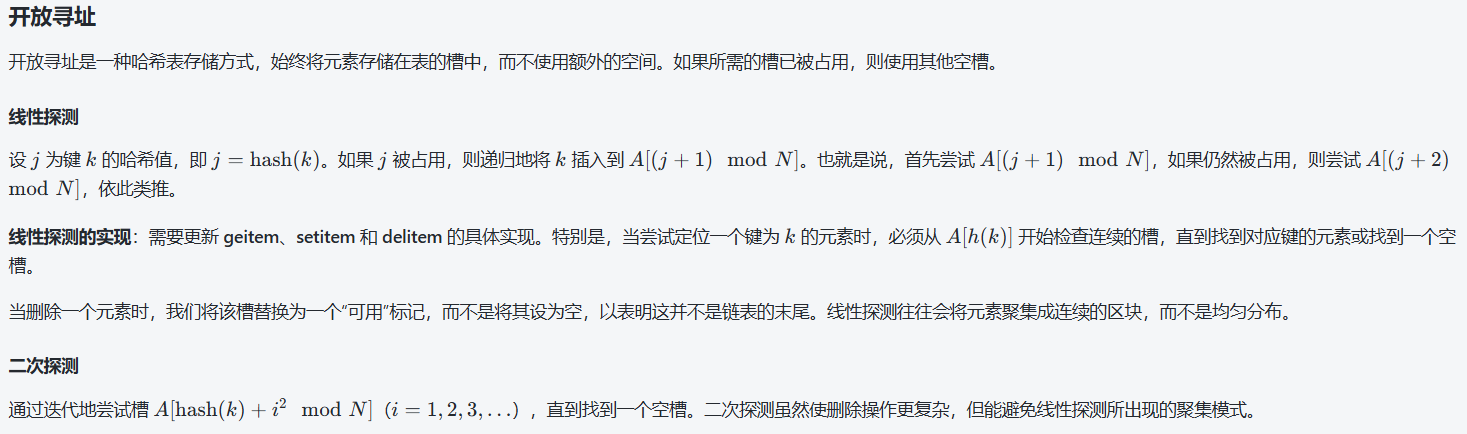 开放寻址
开放寻址是一种哈希表存储方式，始终将元素存储在表的槽中，而不使用额外的空间。如果所需的槽已被占用，则使用其他空槽。
线性探测
设 j 为键 k 的哈希值，即 j = hash(k)。如果 j 被占用，则递归地将 k 插入到 A[(j + 1) mod N]。也就是说，首先尝试 A[(j + 1) mod N]，如果仍然被占用，则尝试 A[(j + 2)
mod N]，依此类推。
线性探测的实现：需要更新 geitem、setitem 和 delitem 的具体实现。特别是，当尝试定位一个键为 k 的元素时，必须从 A[h(k)] 开始检查连续的槽，直到找到对应键的元素或找到一个空
槽。
当删除一个元素时，我们将该槽替换为一个“可用”标记，而不是将其设为空，以表明这并不是链表的末尾。线性探测往往会将元素聚集成连续的区块，而不是均匀分布。
二次探测
通过迭代地尝试槽 A[hash(k) + i² mod N]（i = 1, 2, 3, …），直到找到一个空槽。二次探测虽然使删除操作更复杂，但能避免线性探测所出现的聚集模式。